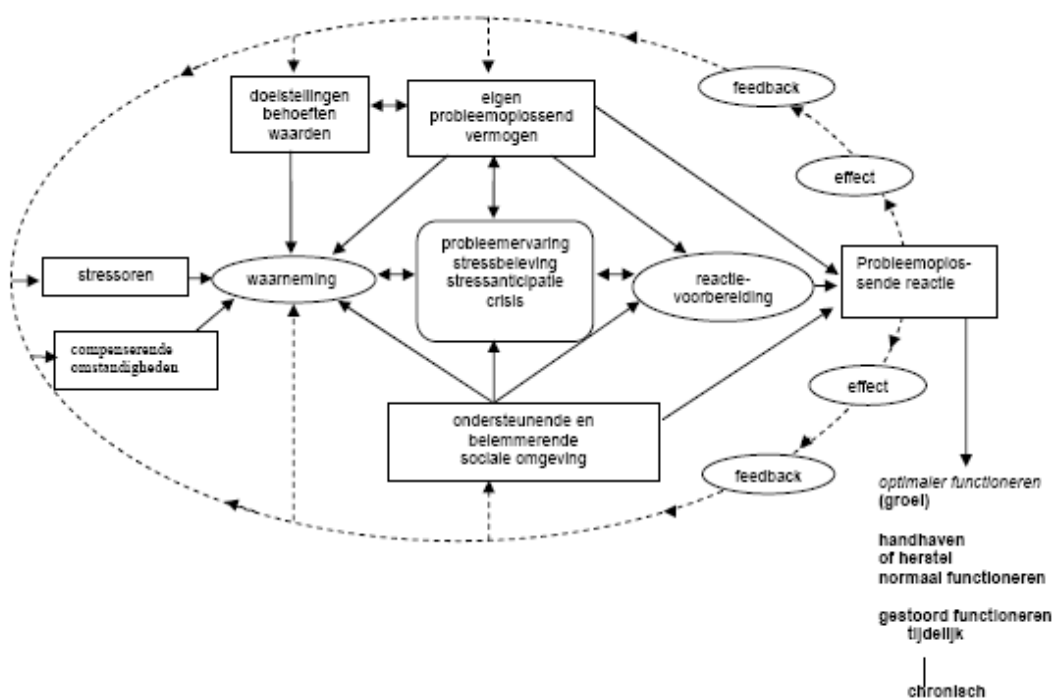 feedback
doelstellingen
behoeften
waarden
eigen
probleemoplossend
vermogen
effect
stressoren
waarneming
probleemervaring
stressbeleving
stressanticipatie
crisis
reactie-
voorbereiding
Probleemoplos-
sende reactie
compenserende
omstandigheden
effect
ondersteunende en
belemmerende
sociale omgeving
feedback
optimaler functioneren
(groei)
handhaven
of herstel
normaal functioneren
gestoord functioneren
tijdelijk
chronisch